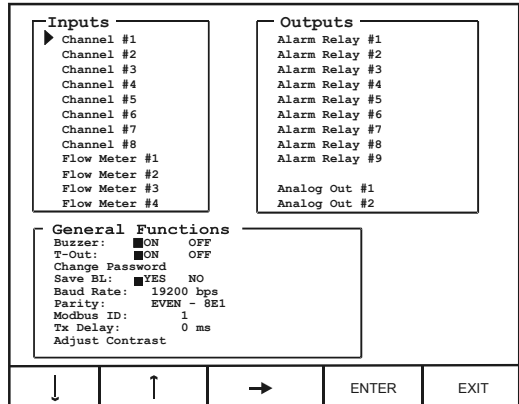 Inputs
Channel #1
Channel #2
Channel #3
Channel #4
Channel #5
Channel #6
Channel #7
Channel #8
Flow Meter #1
Flow Meter #2
Flow Meter #3
Flow Meter #4
Outputs
Alarm Relay #1
Alarm Relay #2
Alarm Relay #3
Alarm Relay #4
Alarm Relay #5
Alarm Relay #6
Alarm Relay #7
Alarm Relay #8
Alarm Relay #9
Analog Out #1
Analog Out #2
General Functions
Buzzer: ON OFF
T-Out: ON OFF
Change Password
Save BL: YES NO
Baud Rate: 19200 bps
Parity: EVEN - 8E1
Modbus ID: 1
Tx Delay: 0 ms
Adjust Contrast
↓ ↑ → ENTER EXIT